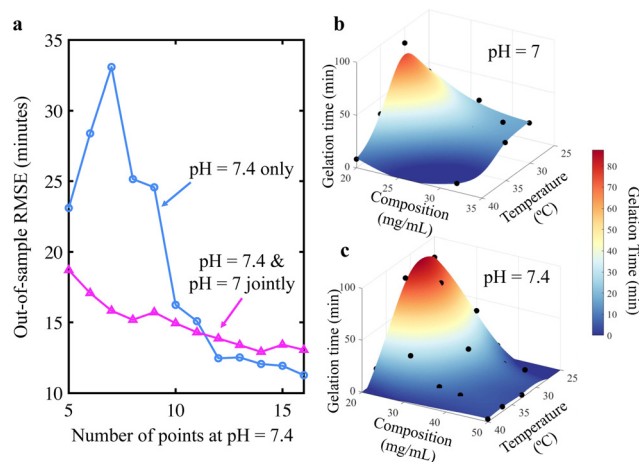 a
Out-of-sample RMSE (minutes)
35
30
25
20
15
10
5
10
15
Number of points at pH = 7.4
pH = 7.4 only
pH = 7.4 &
pH = 7 jointly
b
pH = 7
Gelation time (min)
100
50
0
20
25
30
35
Composition
(mg/mL)
40
35
30
25
Temperature
(ºC)
c
pH = 7.4
Gelation time (min)
100
50
0
20
30
40
50
Composition
(mg/mL)
40
35
30
25
Temperature
(ºC)
80
70
60
50
40
30
20
10
0
Gelation Time (min)